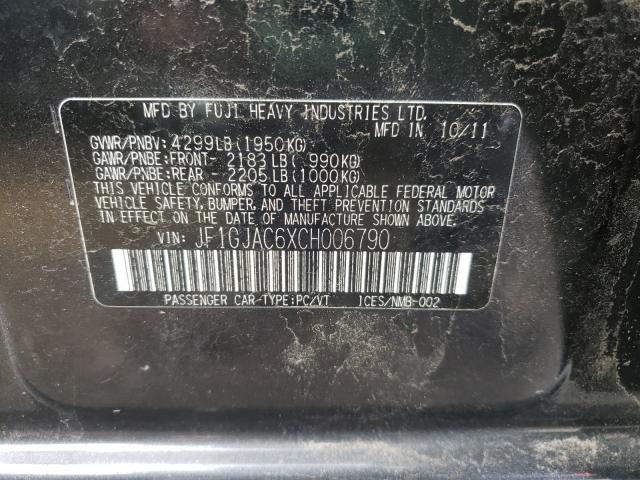 MFD BY FUJI HEAVY INDUSTRIES LTD.
MFD IN 10/11
GVWR/PNBV: 4299LB(1950KG)
GAWR/PNBE:FRONT- 2183LB( 990KG)
GAWR/PNBE:REAR - 2205LB(1000KG)
THIS VEHICLE CONFORMS TO ALL APPLICABLE FEDERAL MOTOR
VEHICLE SAFETY, BUMPER, AND THEFT PREVENTION STANDARDS
IN EFFECT ON THE DATE OF MANUFACTURE SHOWN ABOVE.
VIN: JF1GJAC6XCH006790
PASSENGER CAR-TYPE:PC/VT ICES/NMB-002